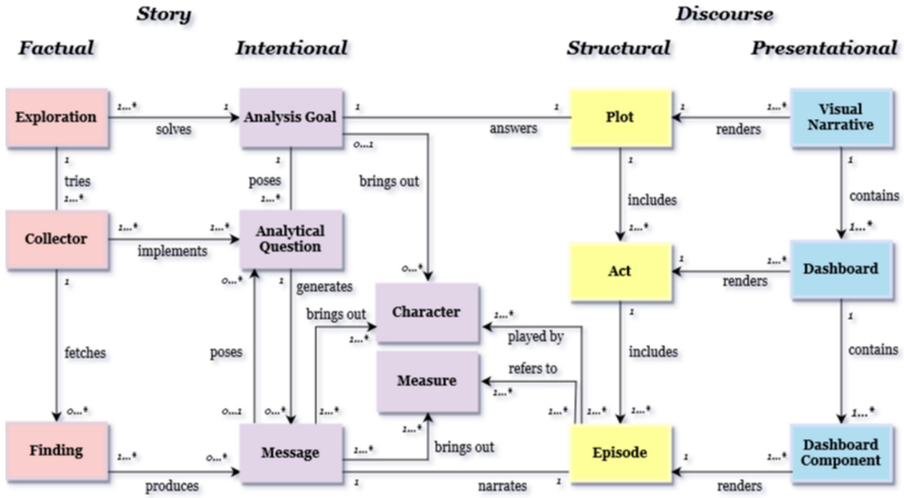 Story Discourse
Factual Intentional Structural Presentational
Exploration
1...*
1
solves
Analysis Goal
1
1
answers
Plot
1
1...*
renders
Visual
Narrative
0...1
1
tries
1...*
1
poses
1...*
brings out
includes
1...*
1
1
contains
1...*
Collector
1...*
1...*
implements
Analytical
Question
Act
1
1...*
renders
Dashboard
0...*
1
generates
0...*
1
Character
brings out
1...*
1...*
played by
1
1
fetches
poses
Measure
refers to
1...*
includes
contains
0...*
0...1
0...*
1...*
1...*
1...*
1...*
1...*
1...*
Finding
1...*
0...*
produces
Message
1...*
brings out
1
1
narrates
Episode
1
1...*
renders
Dashboard
Component